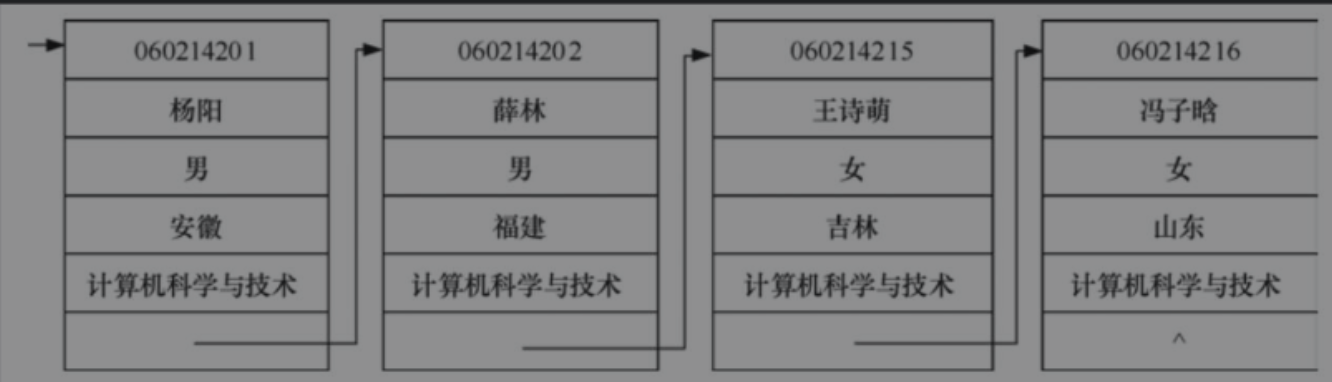 060214201
杨阳
男
安徽
计算机科学与技术
060214202
薛林
男
福建
计算机科学与技术
060214215
王诗萌
女
吉林
计算机科学与技术
060214216
冯子晗
女
山东
计算机科学与技术
^